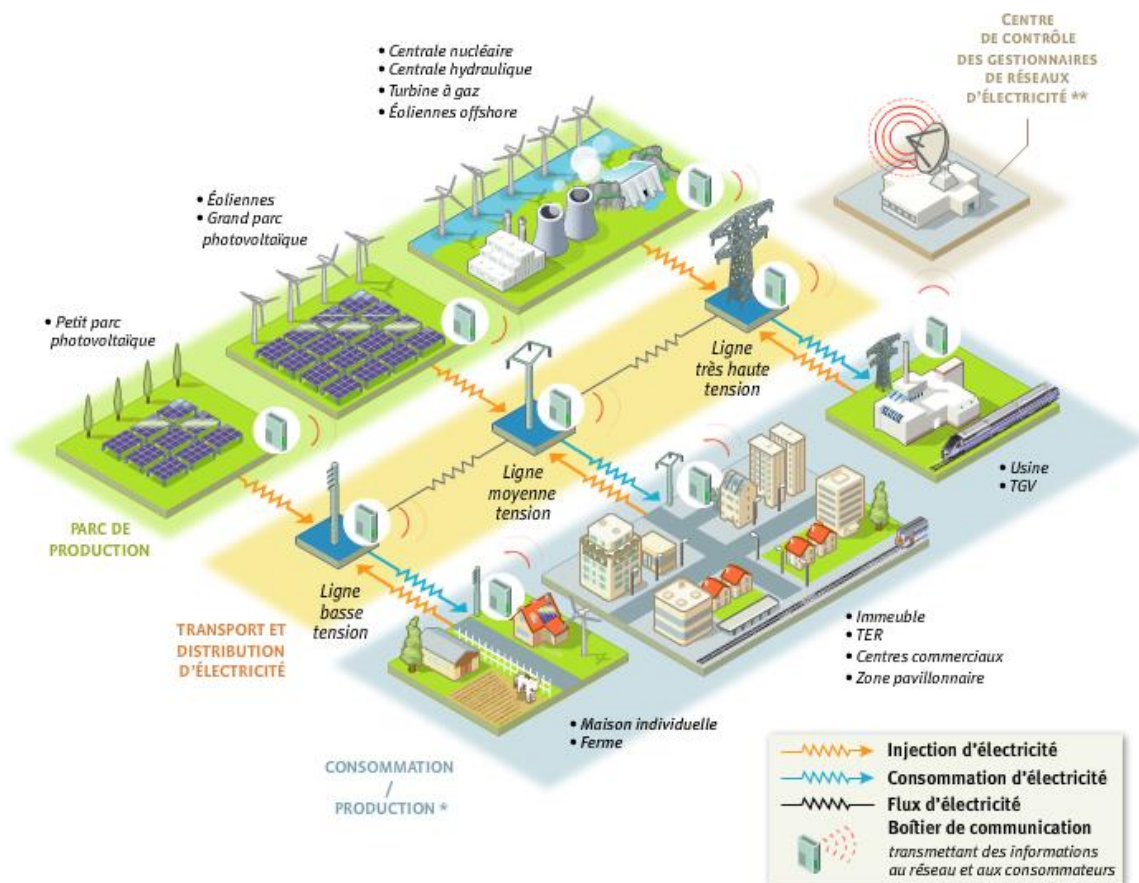 CENTRE
DE CONTRÔLE
DES GESTIONNAIRES
DE RÉSEAUX
D'ÉLECTRICITÉ **
• Centrale nucléaire
• Centrale hydraulique
• Turbine à gaz
• Éoliennes offshore
• Éoliennes
• Grand parc
photovoltaïque
• Petit parc
photovoltaïque
Ligne
très haute
tension
Ligne
moyenne
tension
Ligne
basse
tension
• Usine
• TGV
PARC DE
PRODUCTION
TRANSPORT ET
DISTRIBUTION
D'ÉLECTRICITÉ
• Immeuble
• TER
• Centres commerciaux
• Zone pavillonnaire
• Maison individuelle
• Ferme
CONSOMMATION
/
PRODUCTION *
Injection d'électricité
Consommation d'électricité
Flux d'électricité
Boîtier de communication
transmettant des informations
au réseau et aux consommateurs